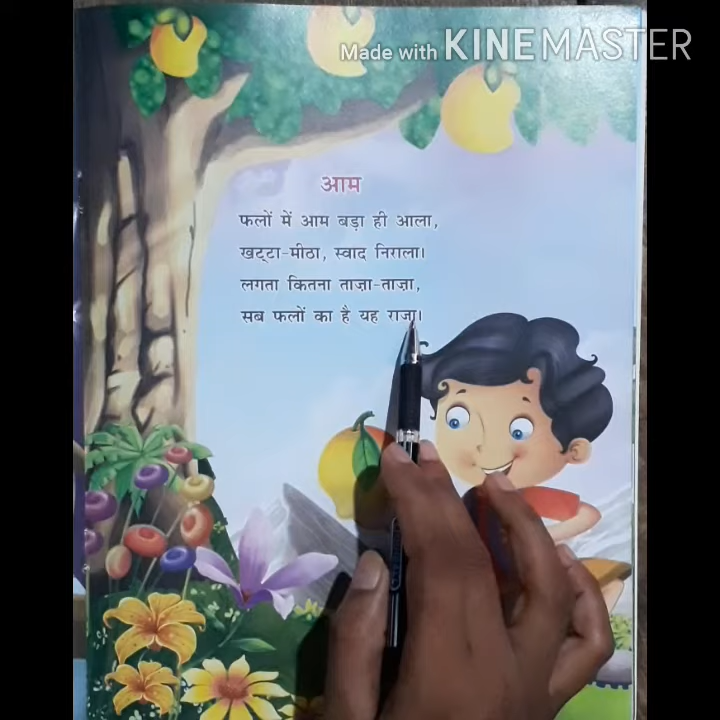 Made with KINEMASTER
आम
फलों में आम बड़ा ही आला,
खट्टा-मीठा, स्वाद निराला।
लगता कितना ताज़ा-ताज़ा,
सब फलों का है यह राजा।